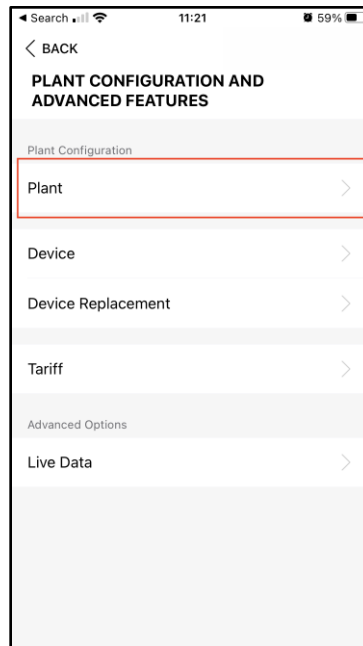 Search 11:21 59%
BACK
PLANT CONFIGURATION AND
ADVANCED FEATURES
Plant Configuration
Plant
Device
Device Replacement
Tariff
Advanced Options
Live Data